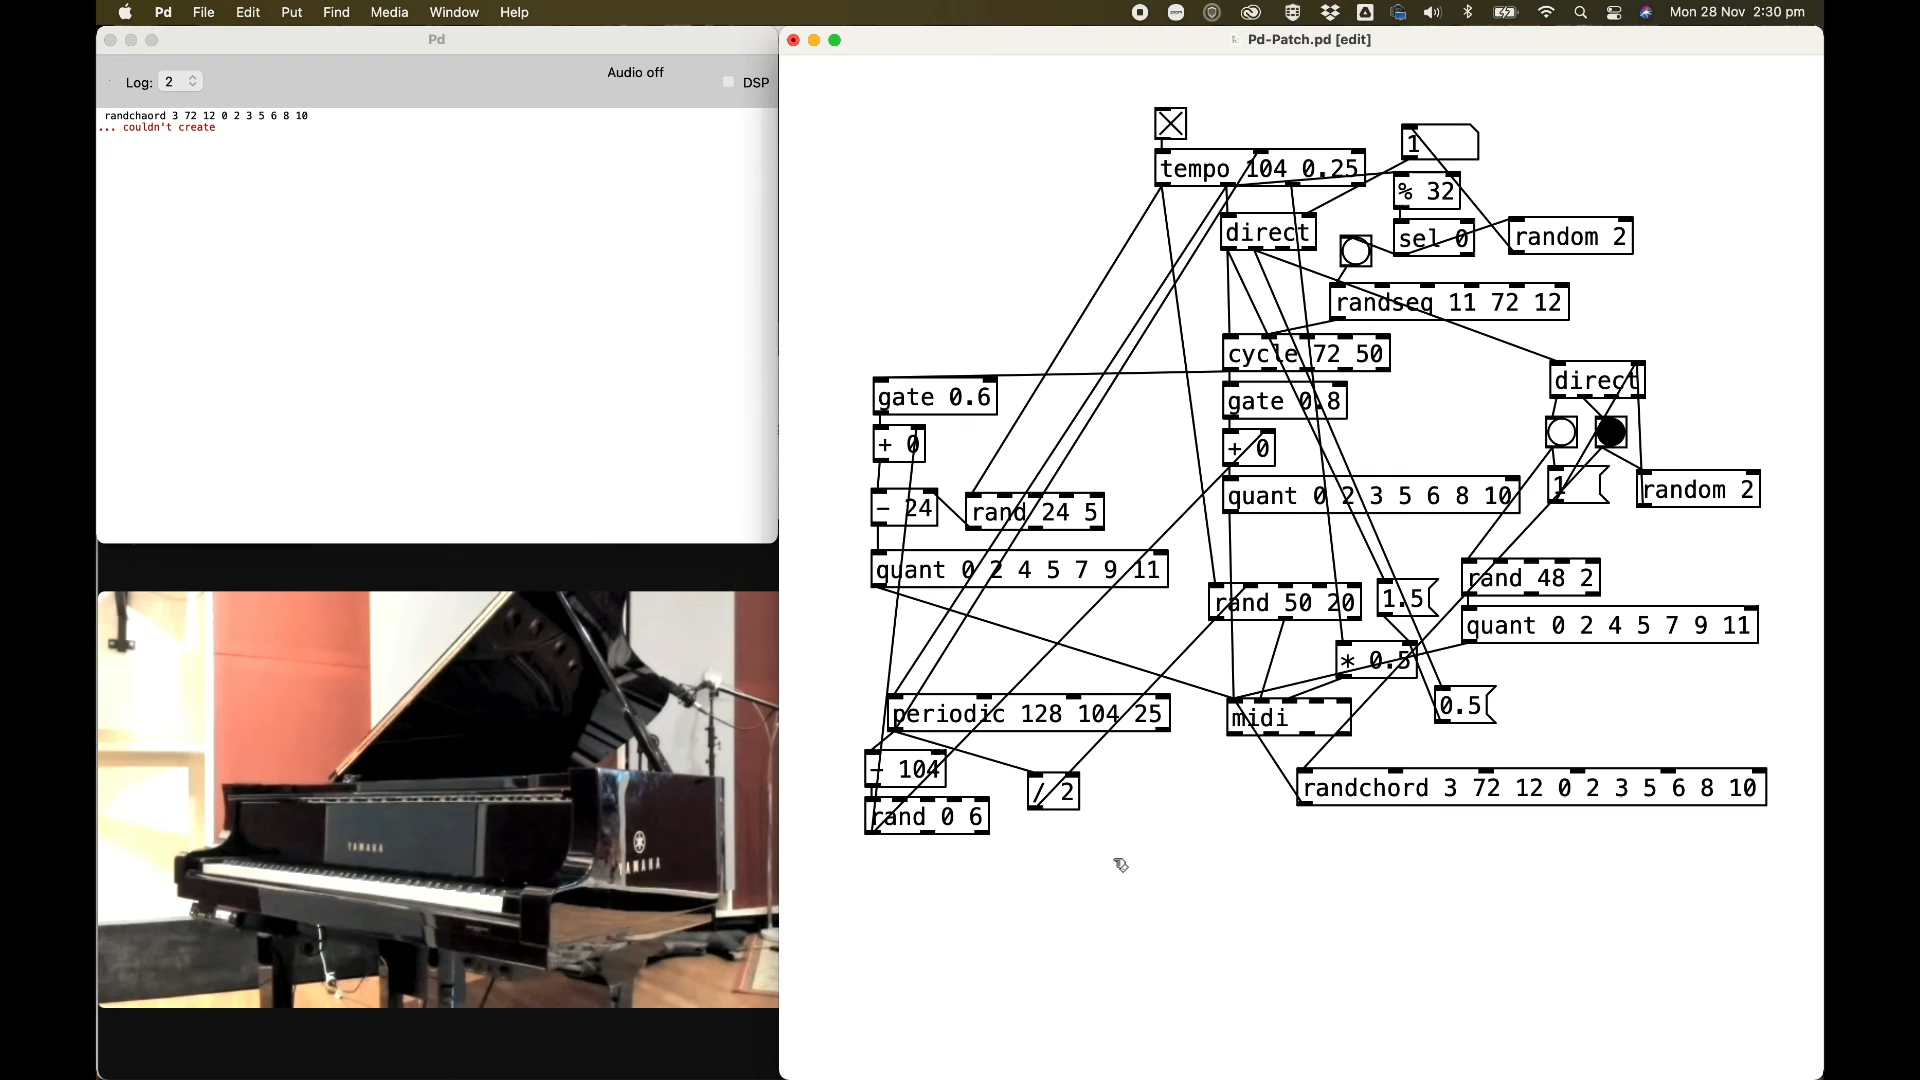 Pd File Edit Put Find Media Window Help
zoom
Mon 28 Nov 2:30 pm
Pd
Log: 2
Audio off
DSP
randchaord 3 72 12 0 2 3 5 6 8 10
... couldn't create
Pd-Patch.pd [edit]
1
tempo 104 0.25
% 32
direct
sel 0
random 2
randseq 11 72 12
cycle 72 50
direct
gate 0.6
gate 0.8
+ 0
+ 0
1
random 2
- 24
rand 24 5
quant 0 2 3 5 6 8 10
quant 0 2 4 5 7 9 11
rand 48 2
rand 50 20
1.5
quant 0 2 4 5 7 9 11
* 0.5
periodic 128 104 25
midi
0.5
- 104
/ 2
randchord 3 72 12 0 2 3 5 6 8 10
rand 0 6
YAMAHA
YAMAHA